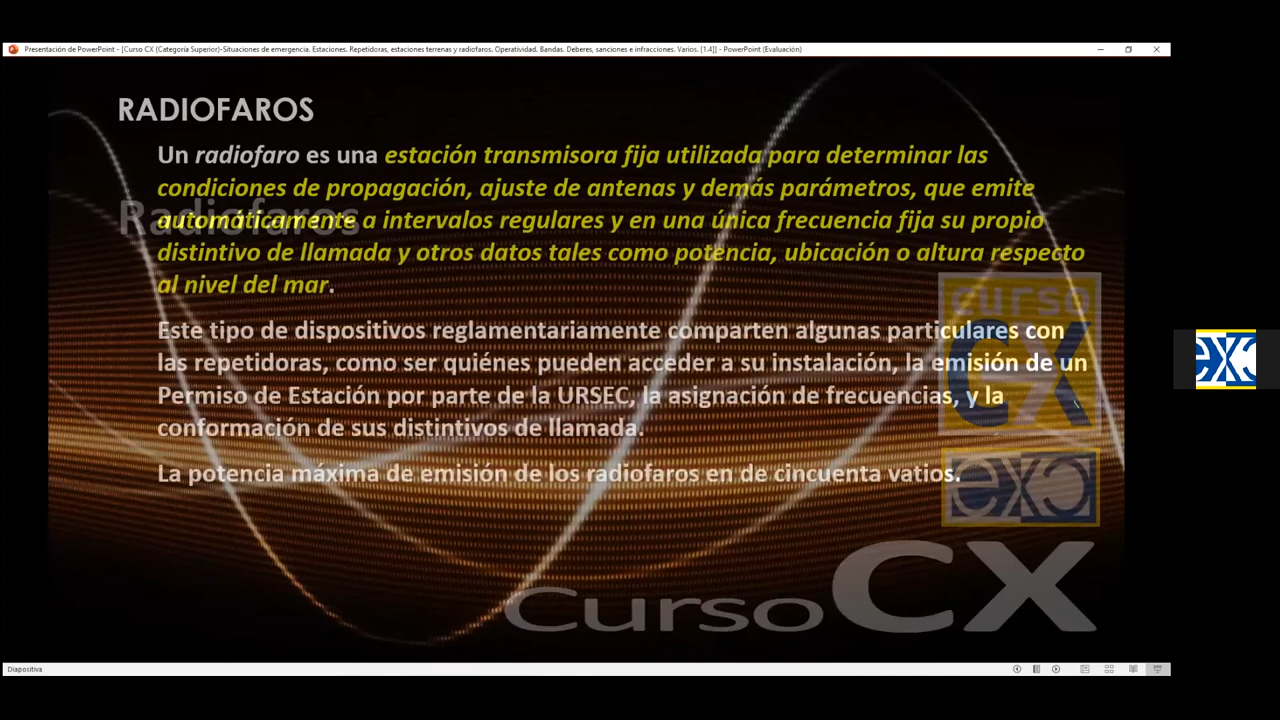 Presentación de PowerPoint - [Curso CX (Categoría Superior)-Situaciones de emergencia. Estaciones. Repetidoras, estaciones terrenas y radiofaros. Operatividad. Bandas. Deberes, sanciones e infracciones. Varios. [1.4]] - PowerPoint (Evaluación)
RADIOFAROS
Un radiofaro es una estación transmisora fija utilizada para determinar las
condiciones de propagación, ajuste de antenas y demás parámetros, que emite
Radiofaros
automáticamente a intervalos regulares y en una única frecuencia fija su propio
distintivo de llamada y otros datos tales como potencia, ubicación o altura respecto
al nivel del mar.
curso
CX
Este tipo de dispositivos reglamentariamente comparten algunas particulares con
las repetidoras, como ser quiénes pueden acceder a su instalación, la emisión de un
Permiso de Estación por parte de la URSEC, la asignación de frecuencias, y la
conformación de sus distintivos de llamada.
La potencia máxima de emisión de los radiofaros en de cincuenta vatios.
Curso CX
Diapositiva